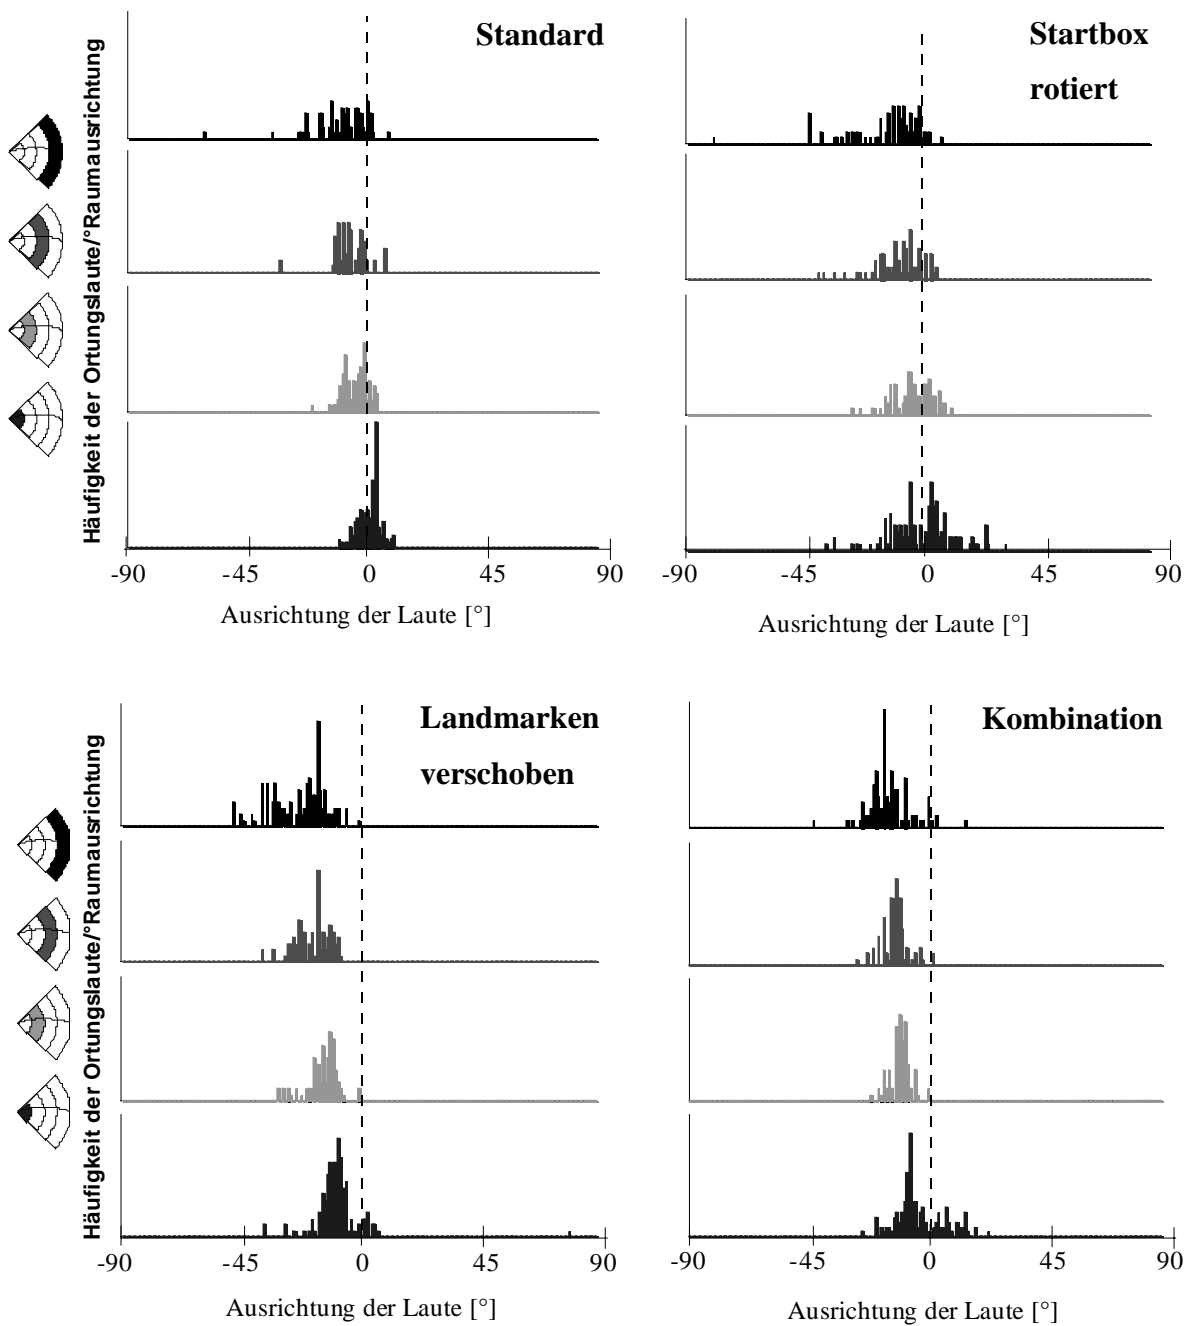 Standard
Startbox
rotiert
Häufigkeit der Ortungslaute/°Raumausrichtung
-90 -45 0 45 90
-90 -45 0 45 90
Ausrichtung der Laute [°]
Ausrichtung der Laute [°]
Landmarken
verschoben
Kombination
Häufigkeit der Ortungslaute/°Raumausrichtung
-90 -45 0 45 90
-90 -45 0 45 90
Ausrichtung der Laute [°]
Ausrichtung der Laute [°]